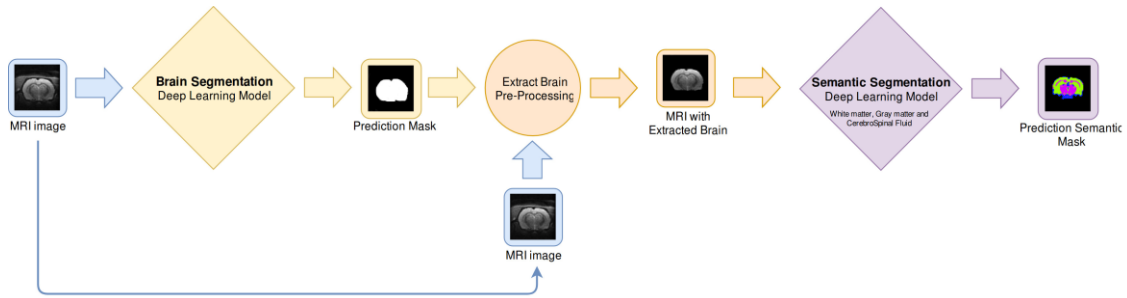 MRI image
Brain Segmentation
Deep Learning Model
Prediction Mask
Extract Brain
Pre-Processing
MRI image
MRI with
Extracted Brain
Semantic Segmentation
Deep Learning Model
White matter, Gray matter and
CerebroSpinal Fluid
Prediction Semantic
Mask